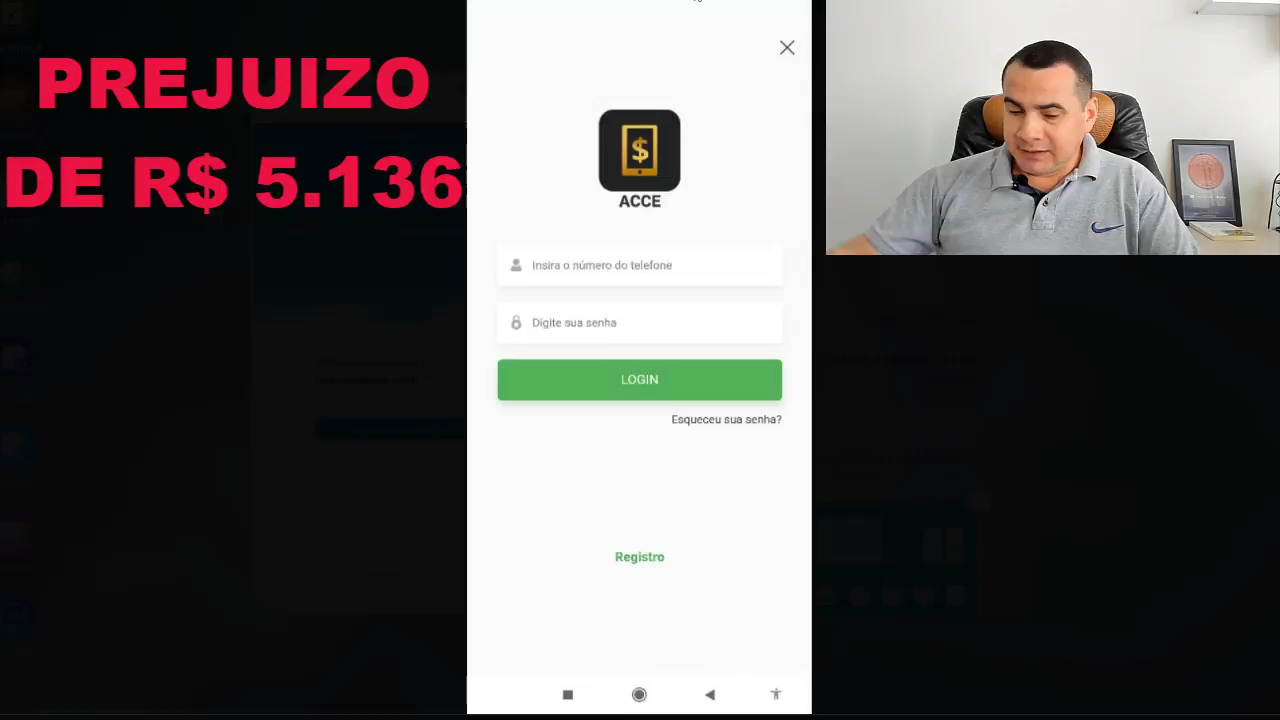 PREJUIZO
DE R$ 5.136
ACCE
Insira o número do telefone
Digite sua senha
LOGIN
Esqueceu sua senha?
Registro